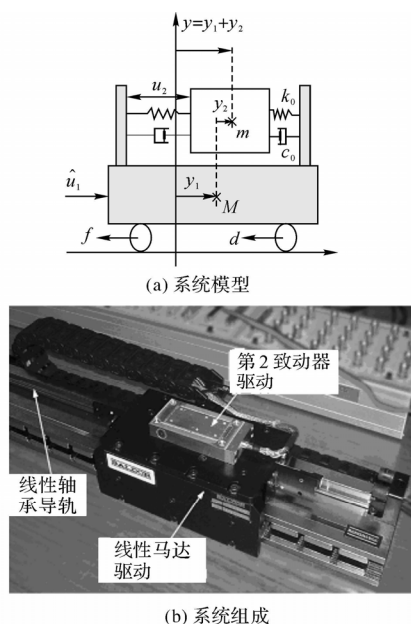 y=y₁+y₂
u₂
y₂
k₀
m
c₀
û₁
y₁
M
f
d
(a) 系统模型
第2致动器
驱动
线性轴
承导轨
BALDOR
线性马达
驱动
(b) 系统组成